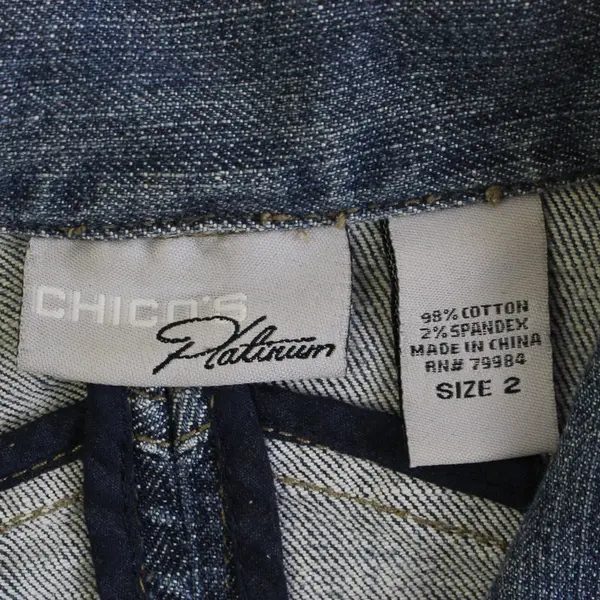 CHICO'S
Platinum
98% COTTON
2% SPANDEX
MADE IN CHINA
RN# 79984
SIZE 2